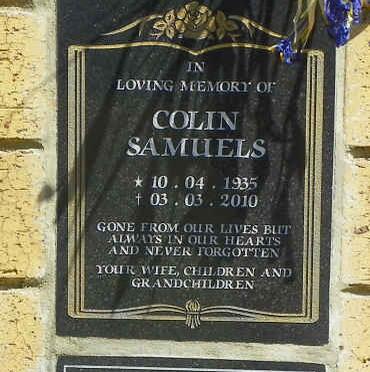 IN
LOVING MEMORY OF
COLIN
SAMUELS
★ 10 . 04 . 1935
† 03 . 03 . 2010
GONE FROM OUR LIVES BUT
ALWAYS IN OUR HEARTS
AND NEVER FORGOTTEN
YOUR WIFE, CHILDREN AND
GRANDCHILDREN